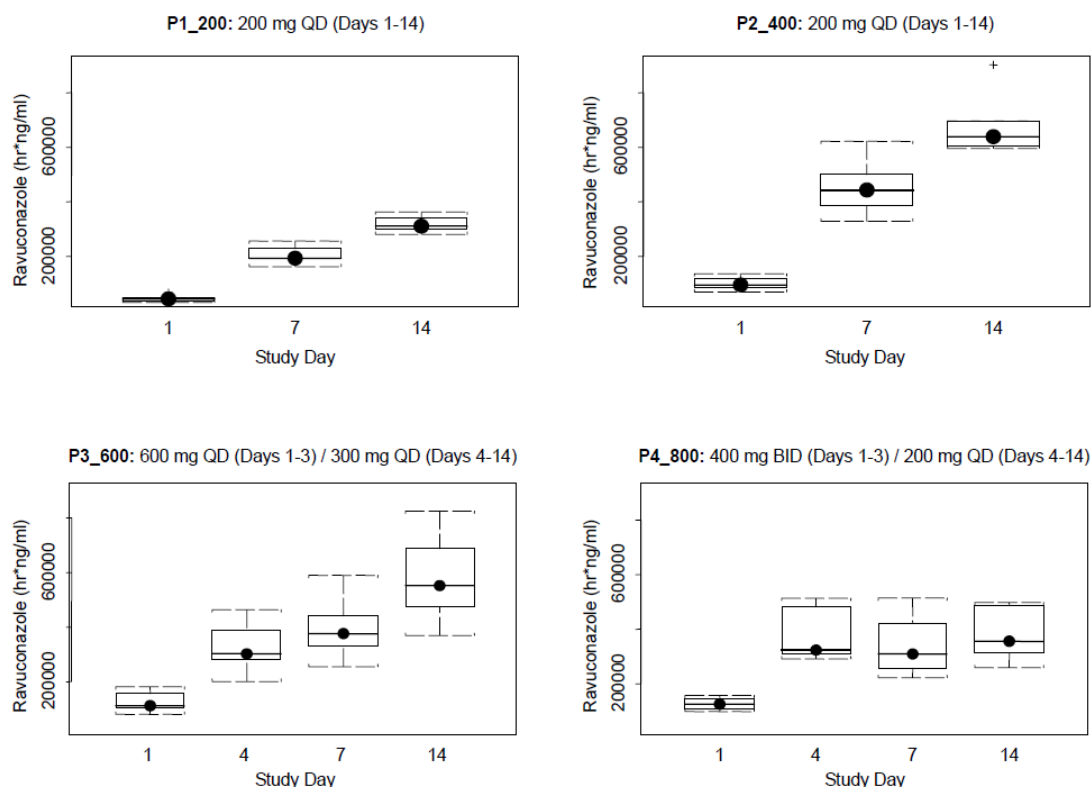 P1_200: 200 mg QD (Days 1-14)
Ravuconazole (hr*ng/ml)
200000
600000
1
7
14
Study Day
P2_400: 200 mg QD (Days 1-14)
Ravuconazole (hr*ng/ml)
200000
600000
1
7
14
Study Day
P3_600: 600 mg QD (Days 1-3) / 300 mg QD (Days 4-14)
Ravuconazole (hr*ng/ml)
200000
600000
1
4
7
14
Study Day
P4_800: 400 mg BID (Days 1-3) / 200 mg QD (Days 4-14)
Ravuconazole (hr*ng/ml)
200000
600000
1
4
7
14
Study Day